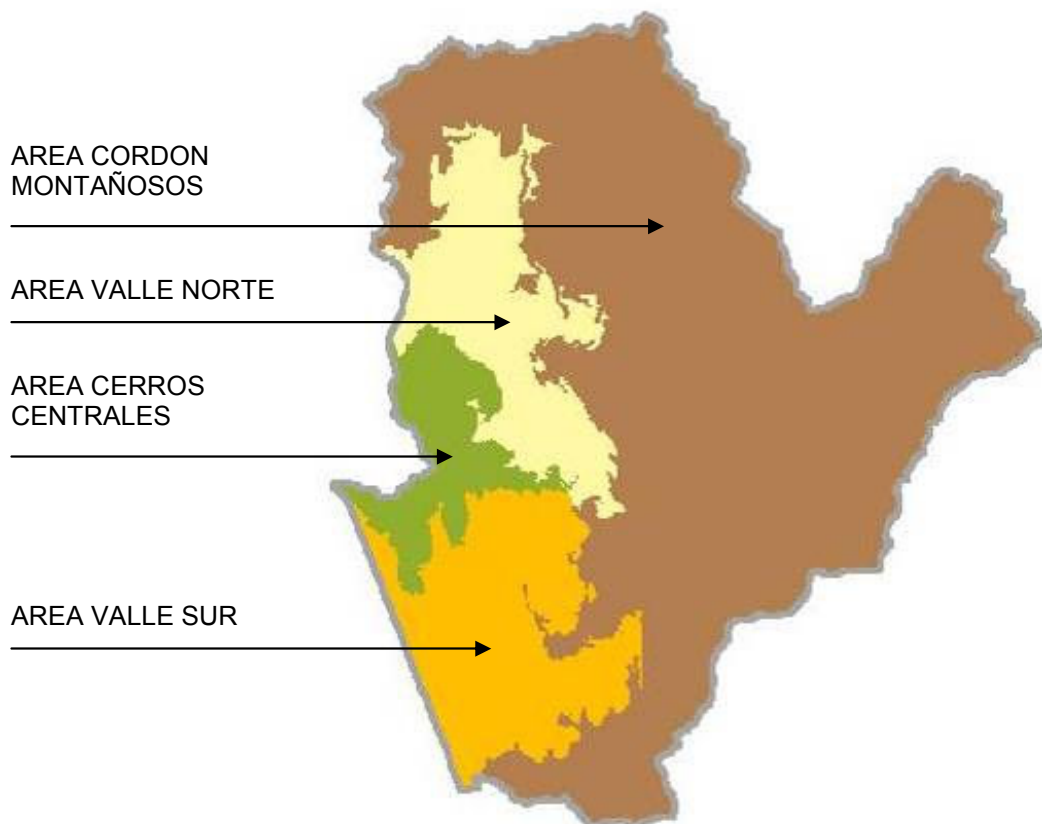 AREA CORDON
MONTAÑOSOS
AREA VALLE NORTE
AREA CERROS
CENTRALES
AREA VALLE SUR